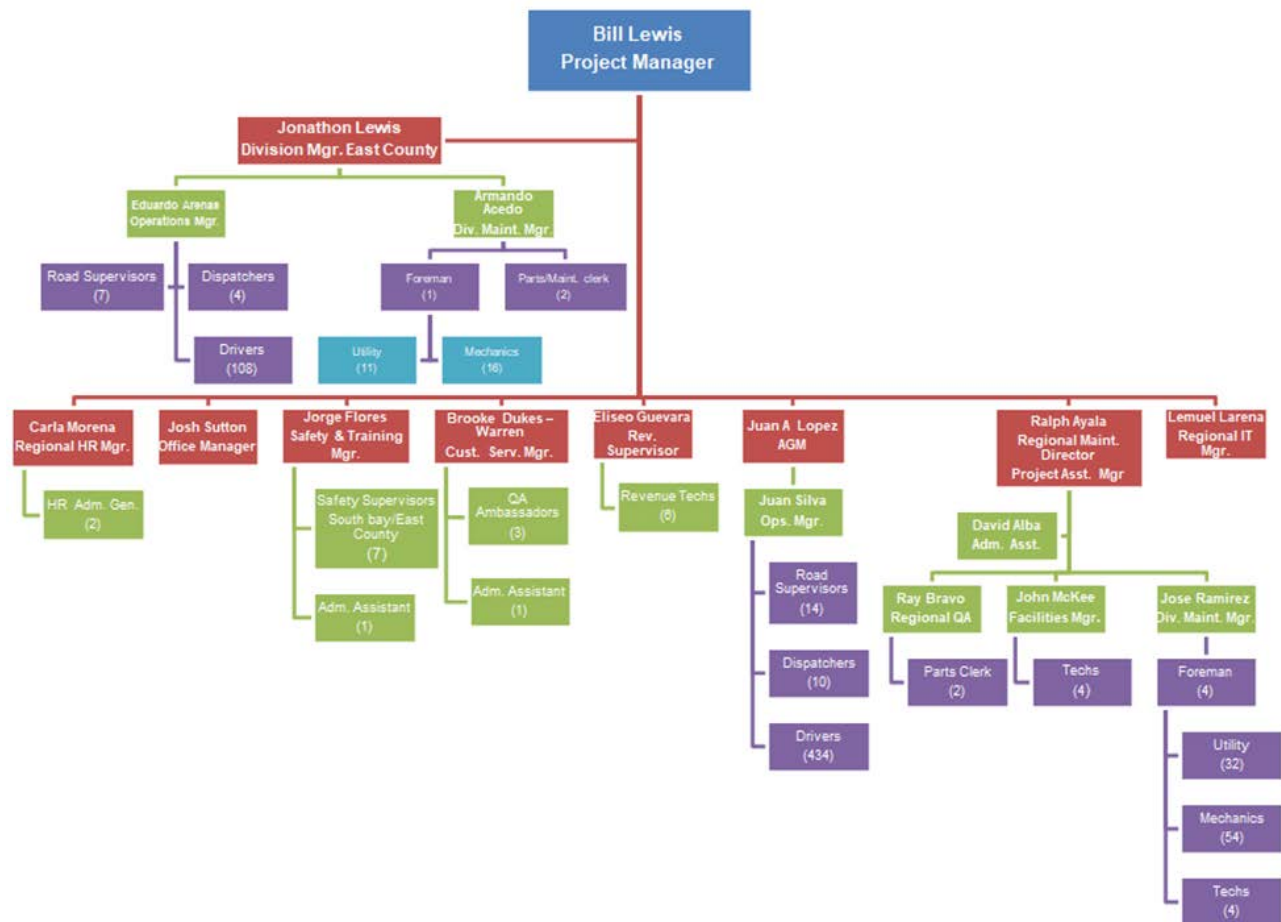 Bill Lewis
Project Manager
Jonathon Lewis
Division Mgr. East County
Eduardo Arenas
Operations Mgr.
Armando
Acedo
Div. Maint. Mgr.
Road Supervisors
(7)
Dispatchers
(4)
Foreman
(1)
Parts/Maint. clerk
(2)
Drivers
(108)
Utility
(11)
Mechanics
(16)
Carla Morena
Regional HR Mgr.
Josh Sutton
Office Manager
Jorge Flores
Safety & Training
Mgr.
Brooke Dukes –
Warren
Cust. Serv. Mgr.
Eliseo Guevara
Rev.
Supervisor
Juan A Lopez
AGM
Ralph Ayala
Regional Maint.
Director
Project Asst. Mgr
Lemuel Larena
Regional IT
Mgr.
HR Adm. Gen.
(2)
Safety Supervisors
South bay/East
County
(7)
Adm. Assistant
(1)
QA
Ambassadors
(3)
Adm. Assistant
(1)
Revenue Techs
(6)
Juan Silva
Ops. Mgr.
Road
Supervisors
(14)
Dispatchers
(10)
Drivers
(434)
David Alba
Adm. Asst.
Ray Bravo
Regional QA
Parts Clerk
(2)
John McKee
Facilities Mgr.
Techs
(4)
Jose Ramirez
Div. Maint. Mgr.
Foreman
(4)
Utility
(32)
Mechanics
(54)
Techs
(4)